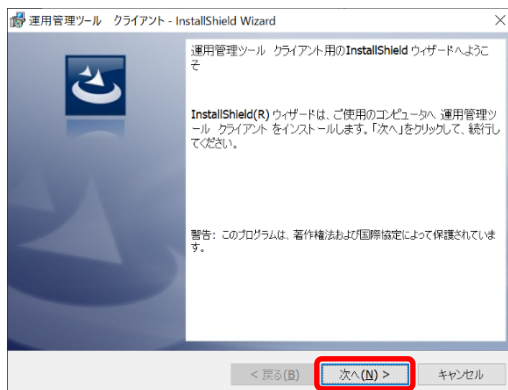 運用管理ツール　クライアント - InstallShield Wizard
運用管理ツール　クライアント用のInstallShield ウィザードへようこ
そ
InstallShield(R) ウィザードは、ご使用のコンピュータへ 運用管理ツ
ール　クライアント をインストールします。「次へ」をクリックして、続行し
てください。
警告: このプログラムは、著作権法および国際協定によって保護されていま
す。
< 戻る(B)
次へ(N) >
キャンセル